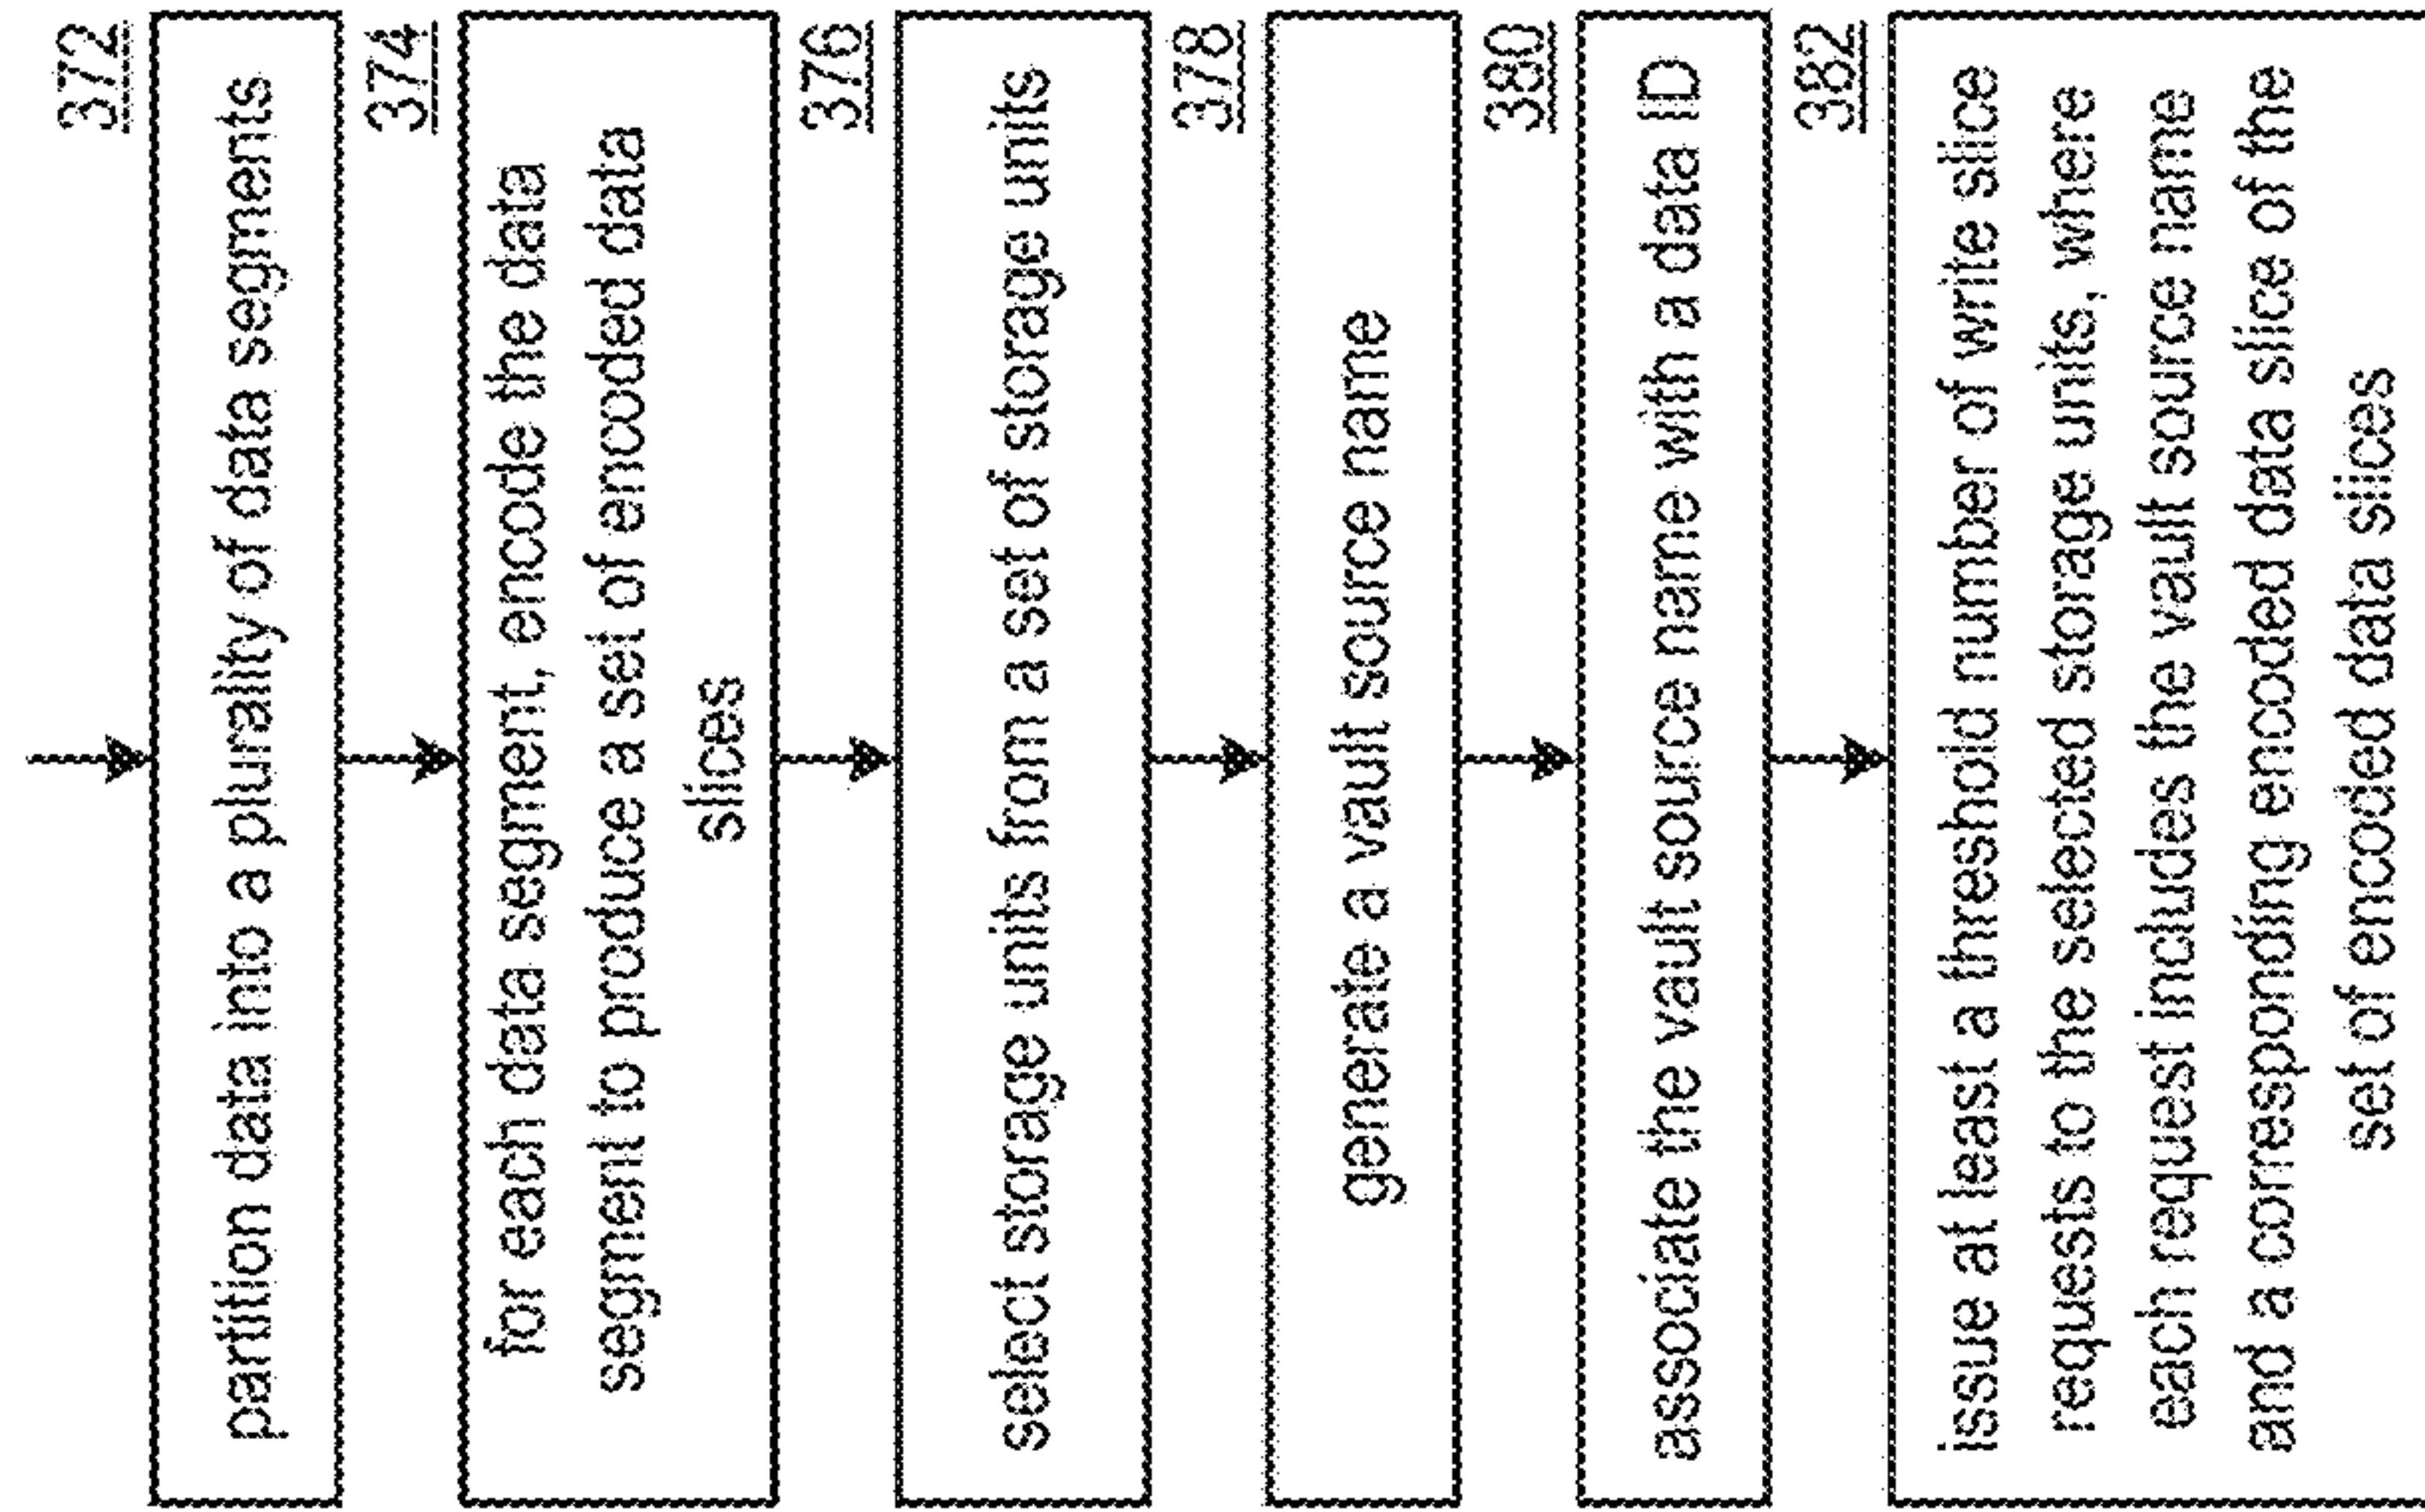 372
partition data into a plurality of data segments
374
for each data segment, encode the data
segment to produce a set of encoded data
slices
376
select storage units from a set of storage units
378
generate a vault source name
380
associate the vault source name with a data ID
382
issue at least a threshold number of write slice
requests to the selected storage units, where
each request includes the vault source name
and a corresponding encoded data slice of the
set of encoded data slices